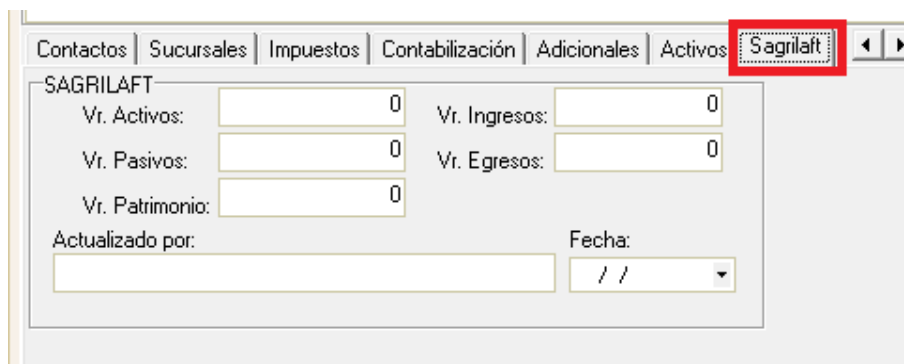 Contactos Sucursales Impuestos Contabilización Adicionales Activos Sagrilaft
SAGRILAFT
Vr. Activos: 0 Vr. Ingresos: 0
Vr. Pasivos: 0 Vr. Egresos: 0
Vr. Patrimonio: 0
Actualizado por: Fecha:
/ /